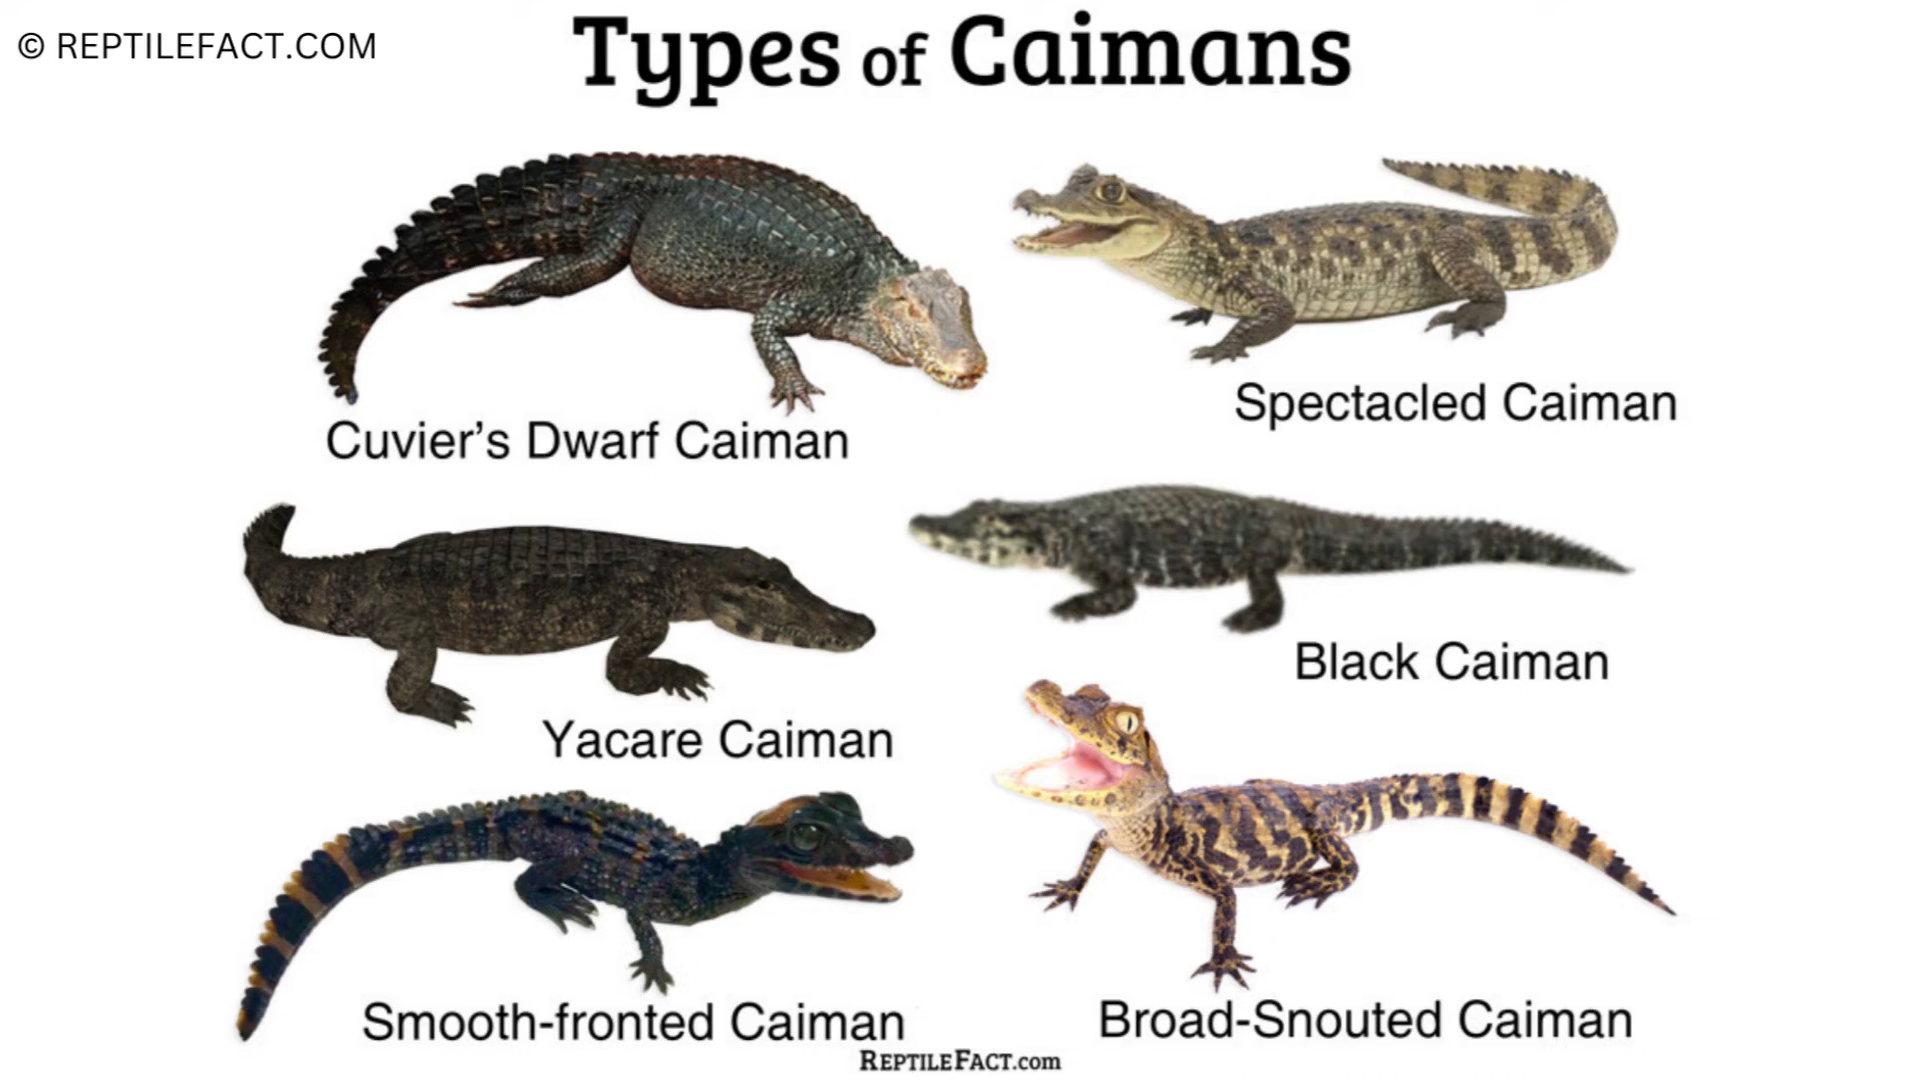 © REPTILEFACT.COM
Types of Caimans
Cuvier’s Dwarf Caiman
Spectacled Caiman
Yacare Caiman
Black Caiman
Smooth-fronted Caiman
Broad-Snouted Caiman
REPTILEFACT.com